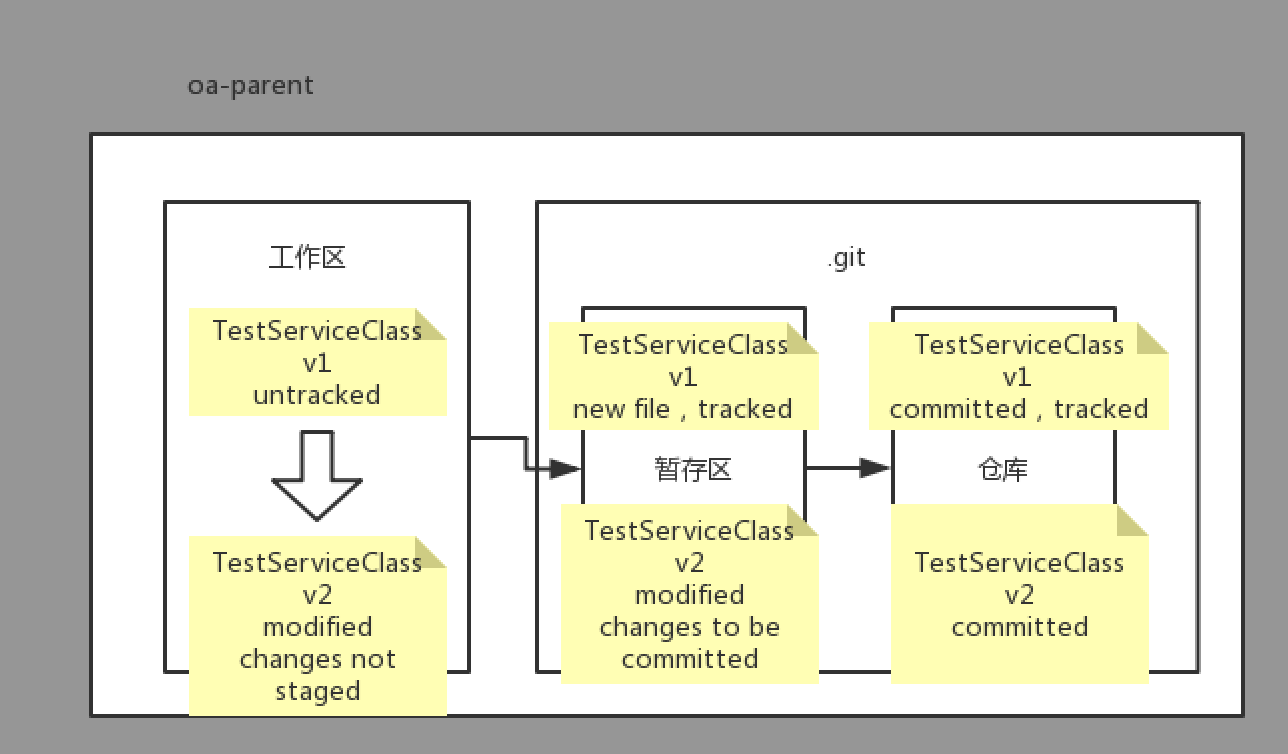 oa-parent
工作区
TestServiceClass
v1
untracked
TestServiceClass
v2
modified
changes not
staged
.git
TestServiceClass
v1
new file , tracked
暂存区
TestServiceClass
v2
modified
changes to be
committed
TestServiceClass
v1
committed , tracked
仓库
TestServiceClass
v2
committed